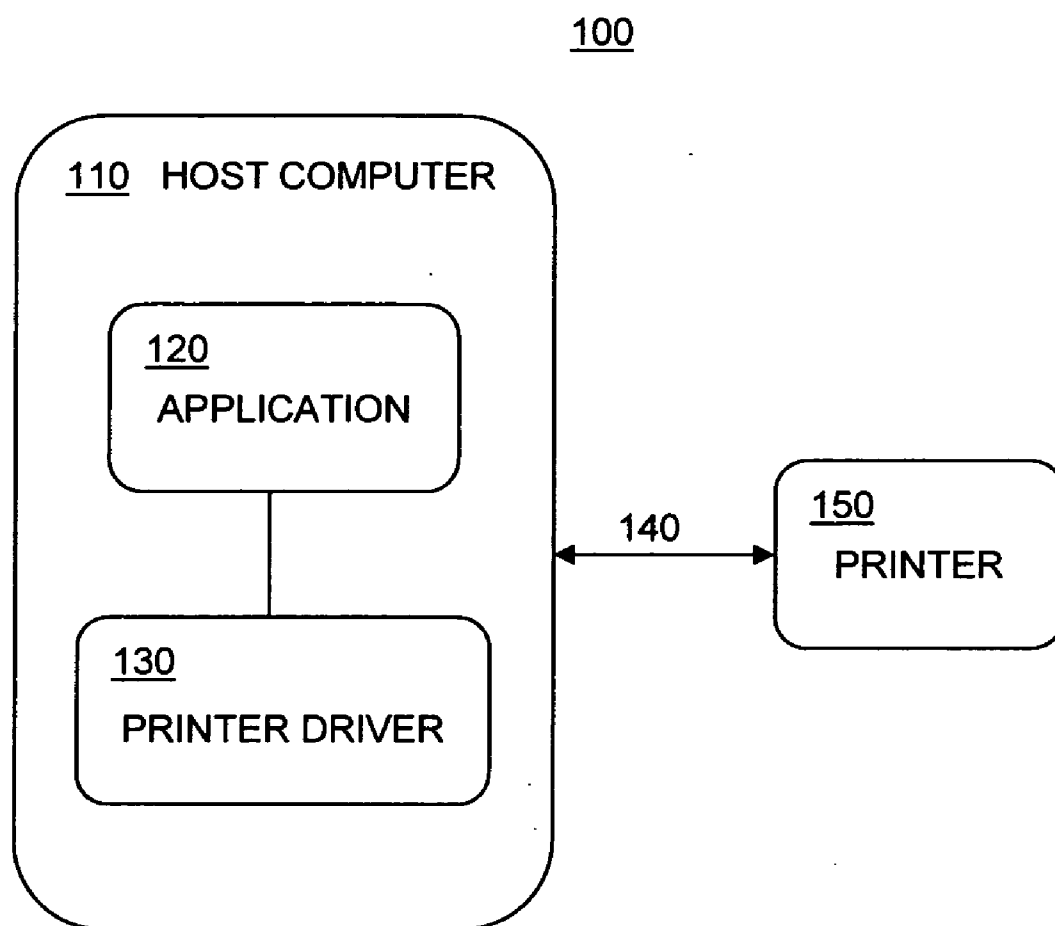 100
110 HOST COMPUTER
120
APPLICATION
130
PRINTER DRIVER
140
150
PRINTER